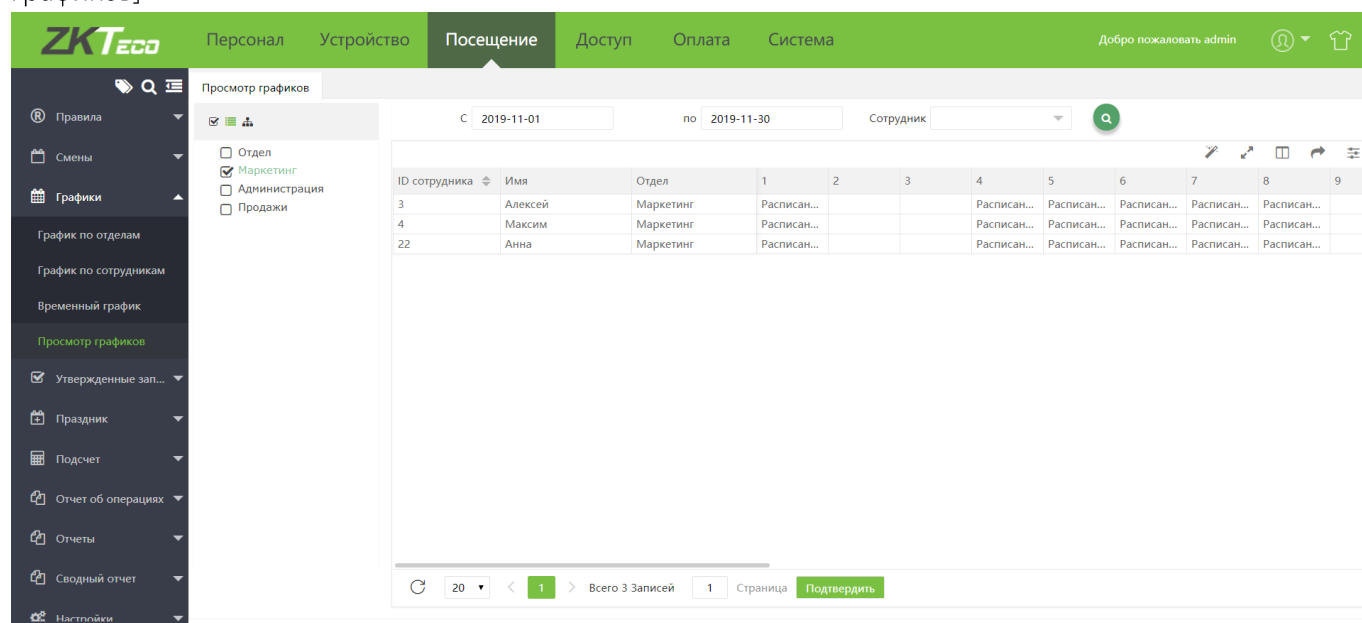 графиков]
ZKTeco
Персонал Устройство Посещение Доступ Оплата Система Добро пожаловать admin
Просмотр графиков
Правила
Смены
Графики
График по отделам
График по сотрудникам
Временный график
Просмотр графиков
Утвержденные зап...
Праздник
Подсчет
Отчет об операциях
Отчеты
Сводный отчет
Настройки
Отдел
Маркетинг
Администрация
Продажи
С 2019-11-01 по 2019-11-30 Сотрудник
ID сотрудника Имя Отдел 1 2 3 4 5 6 7 8 9
3 Алексей Маркетинг Расписан... Расписан... Расписан... Расписан... Расписан... Расписан...
4 Максим Маркетинг Расписан... Расписан... Расписан... Расписан... Расписан... Расписан...
22 Анна Маркетинг Расписан... Расписан... Расписан... Расписан... Расписан... Расписан...
20 < 1 > Всего 3 Записей 1 Страница Подтвердить